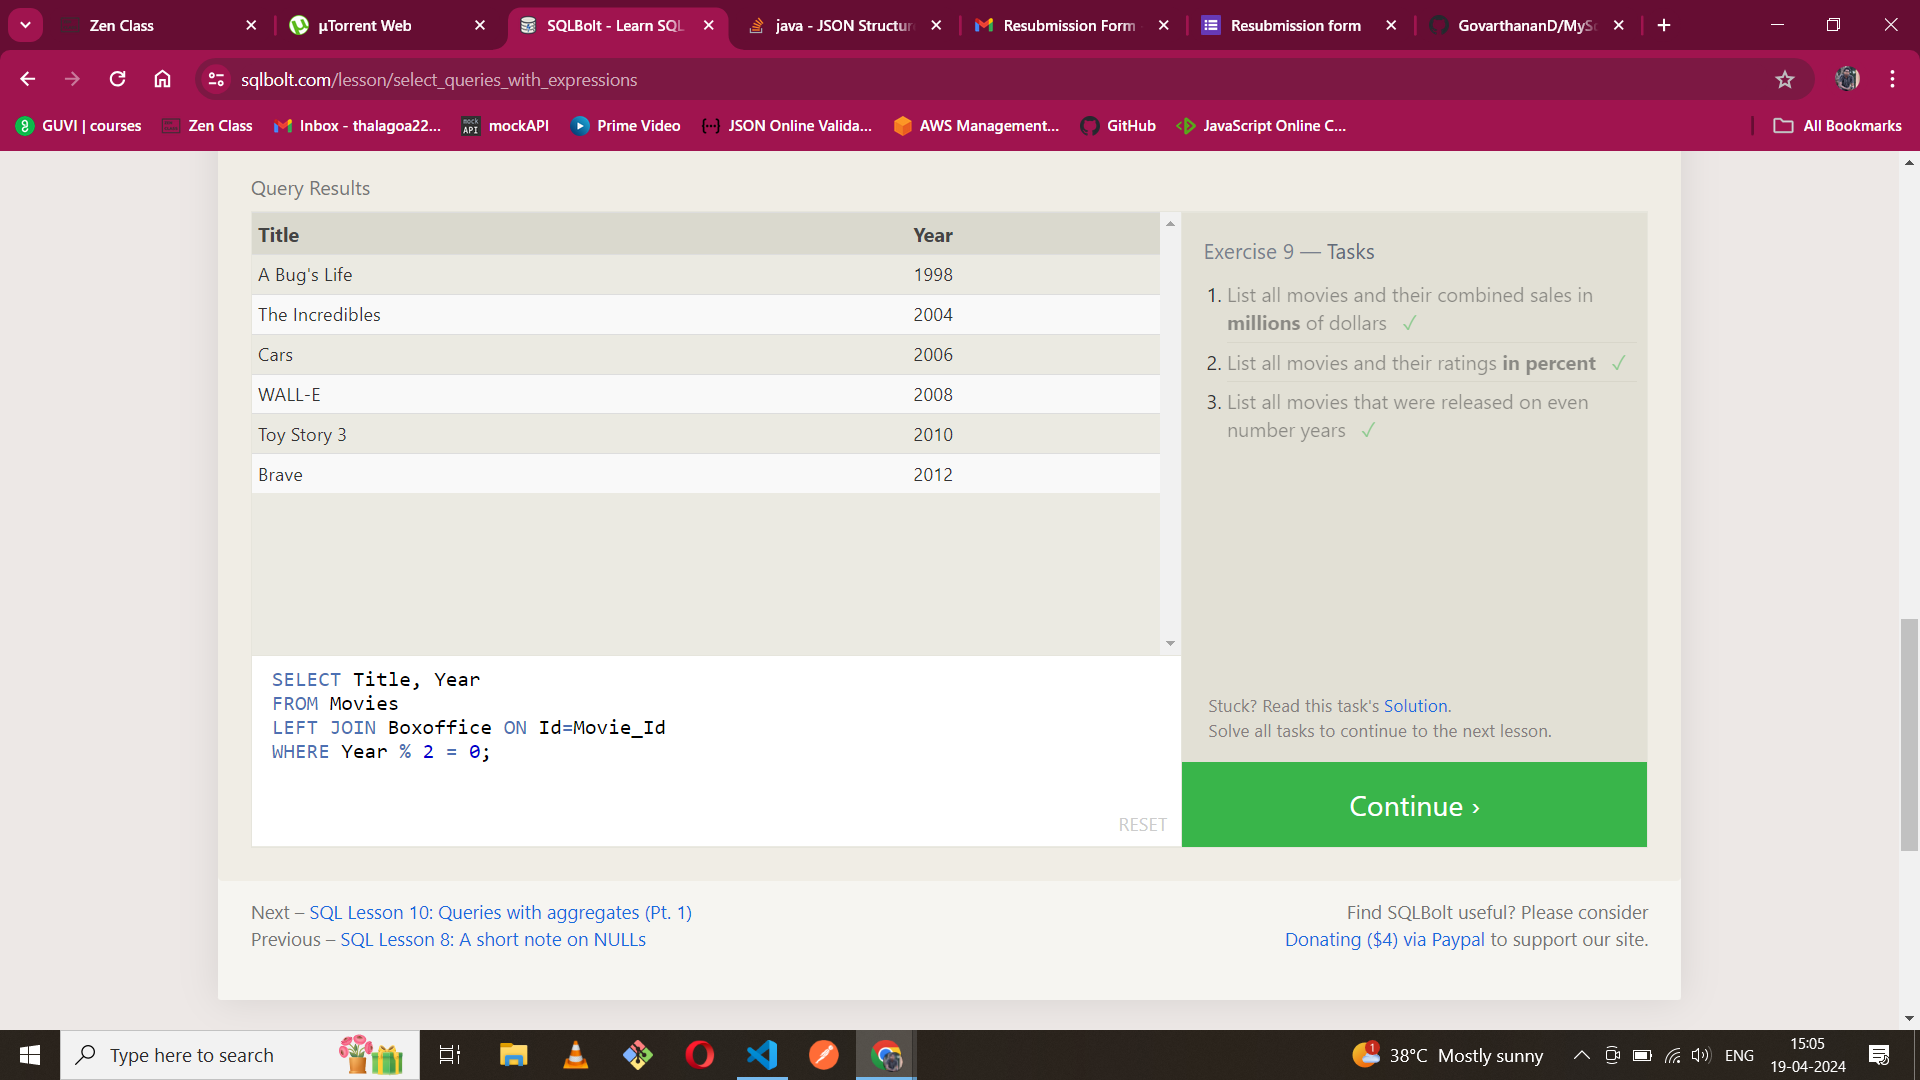 Zen Class
µTorrent Web
SQLBolt - Learn SQL
java - JSON Structur
Resubmission Form -
Resubmission form
GovarthananD/MySc
sqlbolt.com/lesson/select_queries_with_expressions
GUVI | courses
Zen Class
Inbox - thalagoa22...
mock API
mockAPI
Prime Video
JSON Online Valida...
AWS Management...
GitHub
JavaScript Online C...
All Bookmarks
Query Results
Title Year
A Bug's Life 1998
The Incredibles 2004
Cars 2006
WALL-E 2008
Toy Story 3 2010
Brave 2012
SELECT Title, Year
FROM Movies
LEFT JOIN Boxoffice ON Id=Movie_Id
WHERE Year % 2 = 0;
RESET
Exercise 9 — Tasks
1. List all movies and their combined sales in
millions of dollars ✓
2. List all movies and their ratings in percent ✓
3. List all movies that were released on even
number years ✓
Stuck? Read this task's Solution.
Solve all tasks to continue to the next lesson.
Continue ›
Next – SQL Lesson 10: Queries with aggregates (Pt. 1)
Previous – SQL Lesson 8: A short note on NULLs
Find SQLBolt useful? Please consider
Donating ($4) via Paypal to support our site.
Type here to search
1
38°C Mostly sunny
ENG
15:05
19-04-2024